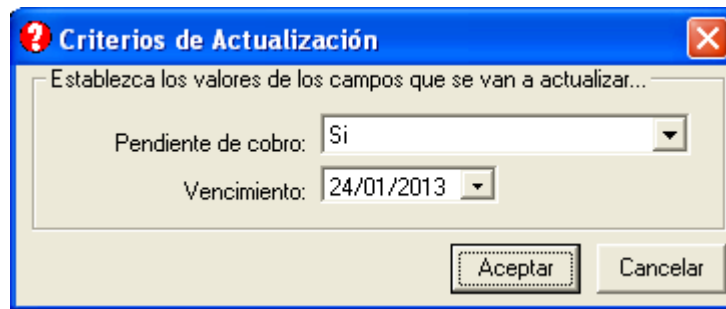 Criterios de Actualización
Establezca los valores de los campos que se van a actualizar...
Pendiente de cobro: Si
Vencimiento: 24/01/2013
Aceptar Cancelar